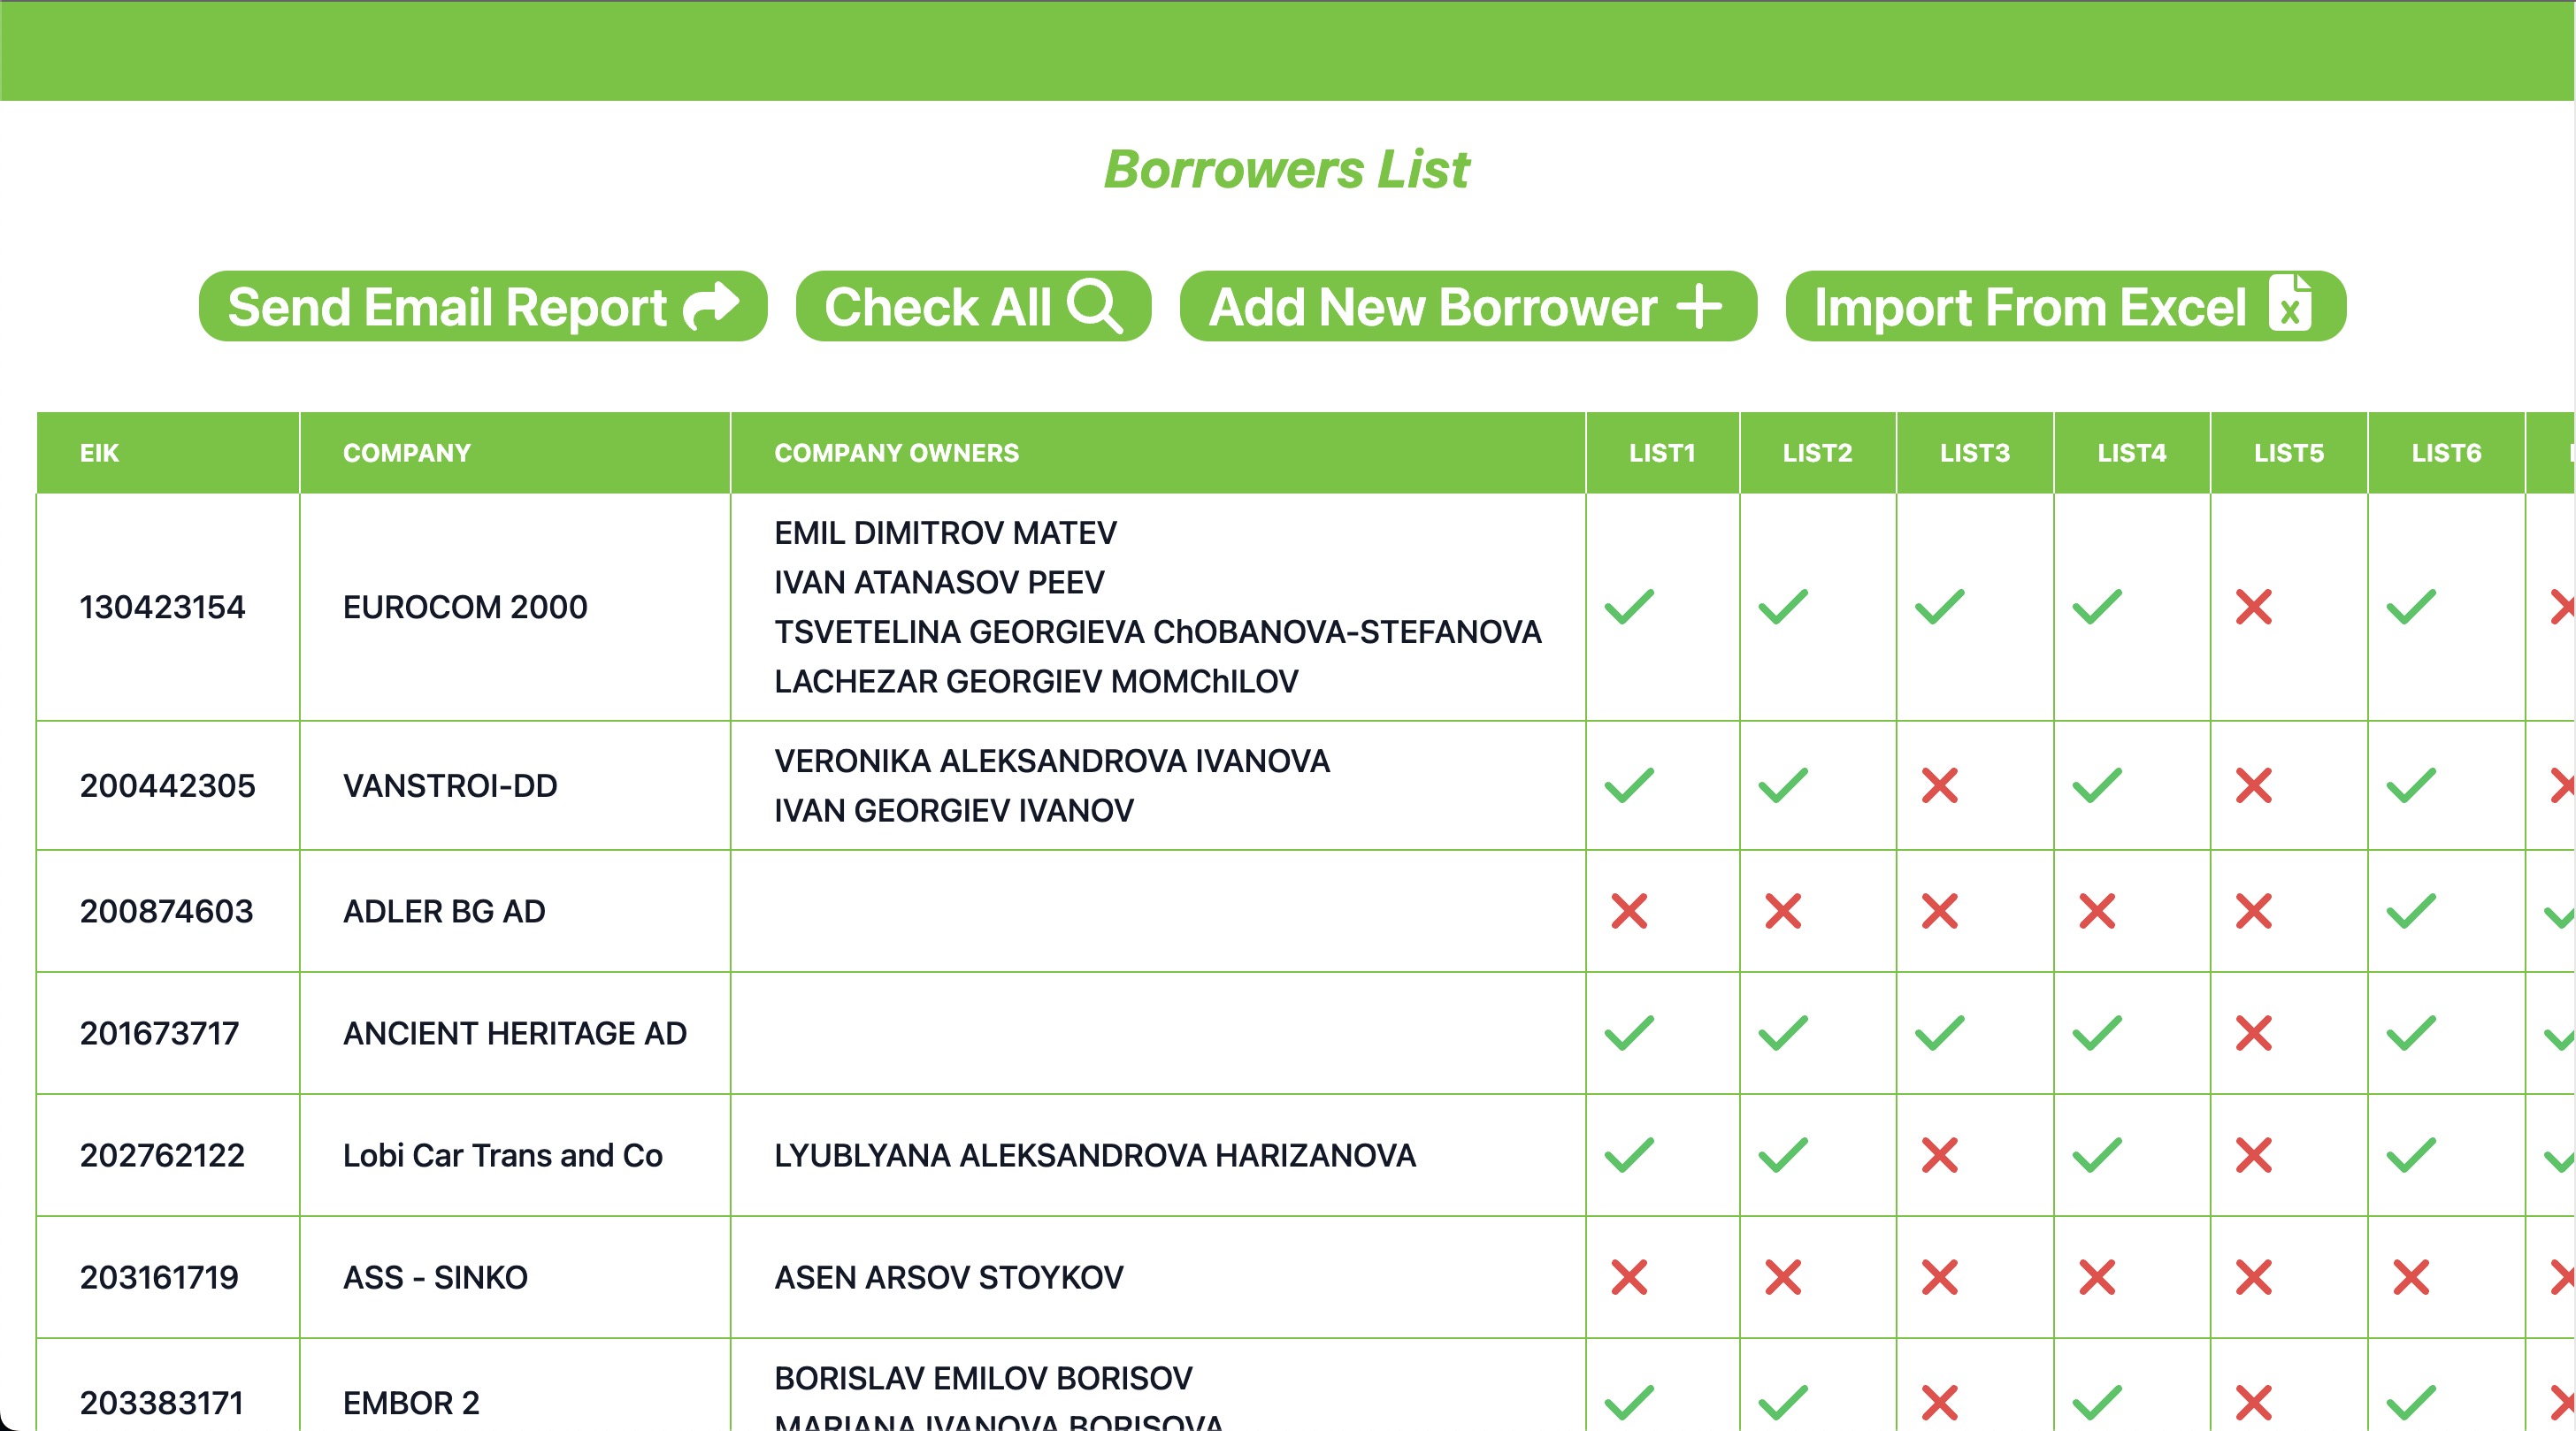 Borrowers List
Send Email Report
Check All
Add New Borrower
Import From Excel
EIK COMPANY COMPANY OWNERS LIST1 LIST2 LIST3 LIST4 LIST5 LIST6
EMIL DIMITROV MATEV
IVAN ATANASOV PEEV
130423154 EUROCOM 2000
TSVETELINA GEORGIEVA ChOBANOVA-STEFANOVA
LACHEZAR GEORGIEV MOMChILOV
VERONIKA ALEKSANDROVA IVANOVA
200442305 VANSTROI-DD
IVAN GEORGIEV IVANOV
200874603 ADLER BG AD
201673717 ANCIENT HERITAGE AD
202762122 Lobi Car Trans and Co LYUBLYANA ALEKSANDROVA HARIZANOVA
203161719 ASS - SINKO ASEN ARSOV STOYKOV
BORISLAV EMILOV BORISOV
203383171 EMBOR 2
MARIANA IVANOVA BORISOVA